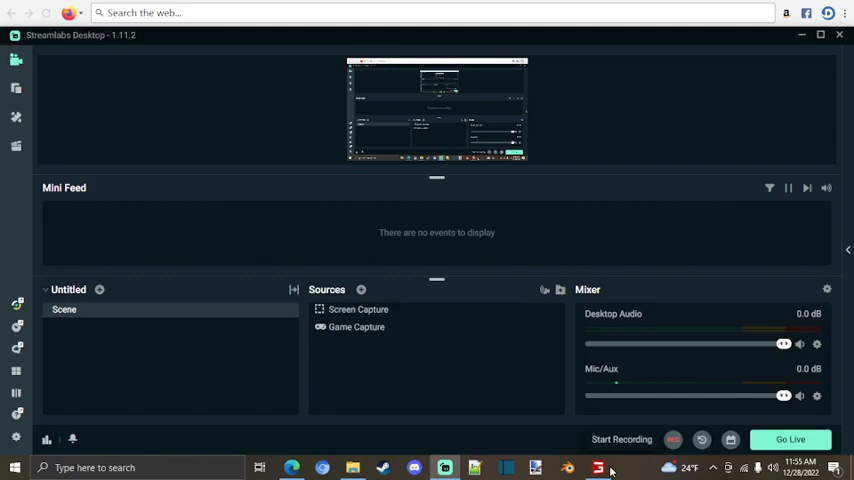 Search the web...
Streamlabs Desktop - 1.11.2
Mini Feed
There are no events to display
Untitled
Sources
Mixer
Scene
Screen Capture
Game Capture
Desktop Audio
0.0 dB
Mic/Aux
0.0 dB
Start Recording
REC
Go Live
Type here to search
24°F
11:55 AM
12/28/2022